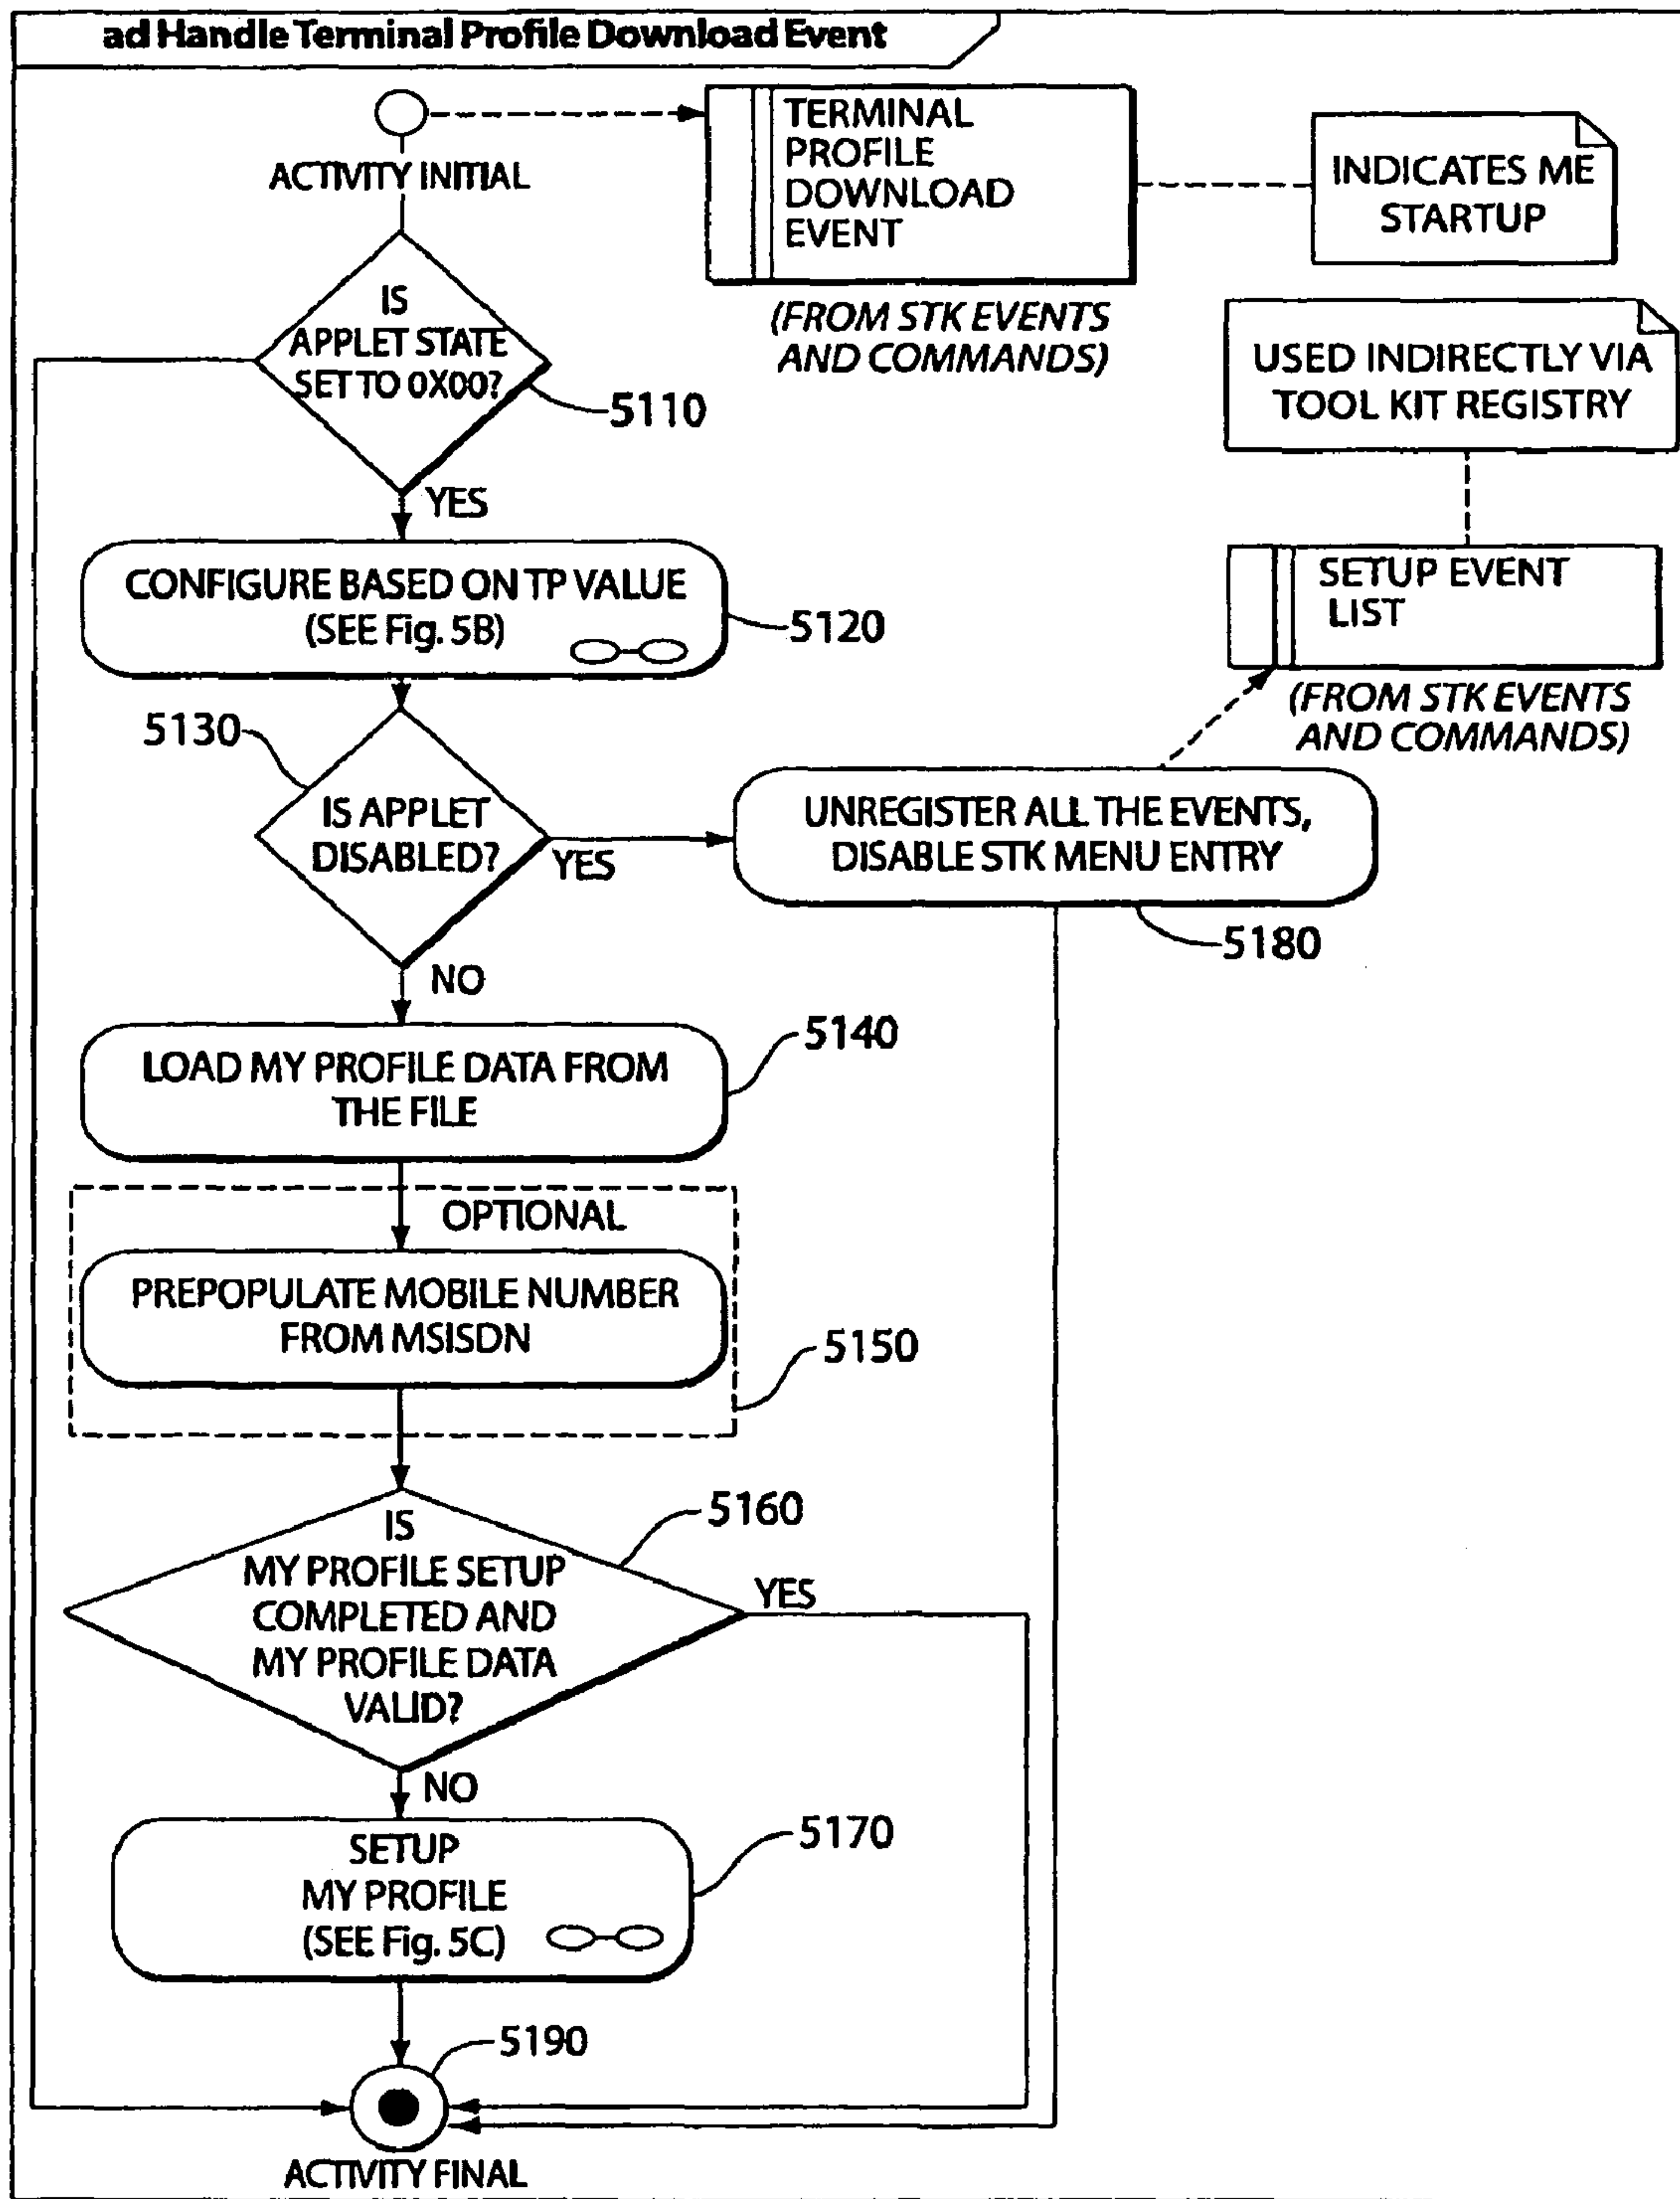 ad Handle Terminal Profile Download Event
ACTIVITY INITIAL
TERMINAL
PROFILE
DOWNLOAD
EVENT
(FROM STK EVENTS
AND COMMANDS)
INDICATES ME
STARTUP
IS
APPLET STATE
SET TO 0X00?
5110
YES
USED INDIRECTLY VIA
TOOL KIT REGISTRY
SETUP EVENT
LIST
(FROM STK EVENTS
AND COMMANDS)
CONFIGURE BASED ON TP VALUE
(SEE Fig. 5B)
5120
5130
IS APPLET
DISABLED?
YES
UNREGISTER ALL THE EVENTS,
DISABLE STK MENU ENTRY
5180
NO
LOAD MY PROFILE DATA FROM
THE FILE
5140
OPTIONAL
PREPOPULATE MOBILE NUMBER
FROM MSISDN
5150
IS
MY PROFILE SETUP
COMPLETED AND
MY PROFILE DATA
VALID?
5160
YES
NO
SETUP
MY PROFILE
(SEE Fig. 5C)
5170
5190
ACTIVITY FINAL